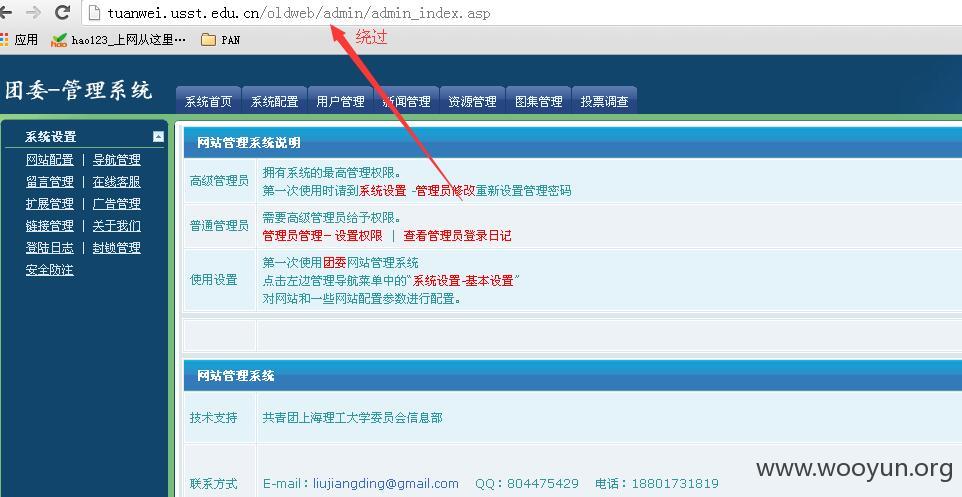 tuanwei.usst.edu.cn/oldweb/admin/admin_index.asp
应用 hao123_上网从这里… PAN
绕过
团委-管理系统
系统首页 系统配置 用户管理 新闻管理 资源管理 图集管理 投票调查
系统设置
网站配置 | 导航管理
留言管理 | 在线客服
扩展管理 | 广告管理
链接管理 | 关于我们
登陆日志 | 封锁管理
安全防注
网站管理系统说明
高级管理员
拥有系统的最高管理权限。
第一次使用时请到系统设置 -管理员修改重新设置管理密码
普通管理员
需要高级管理员给予权限。
管理员管理－设置权限 | 查看管理员登录日记
使用设置
第一次使用团委网站管理系统
点击左边管理导航菜单中的“系统设置-基本设置”
对网站和一些网站配置参数进行配置。
网站管理系统
技术支持 共青团上海理工大学委员会信息部
联系方式 E-mail：liujiangding@gmail.com QQ：804475429 电话：18801731819
www.wooyun.org